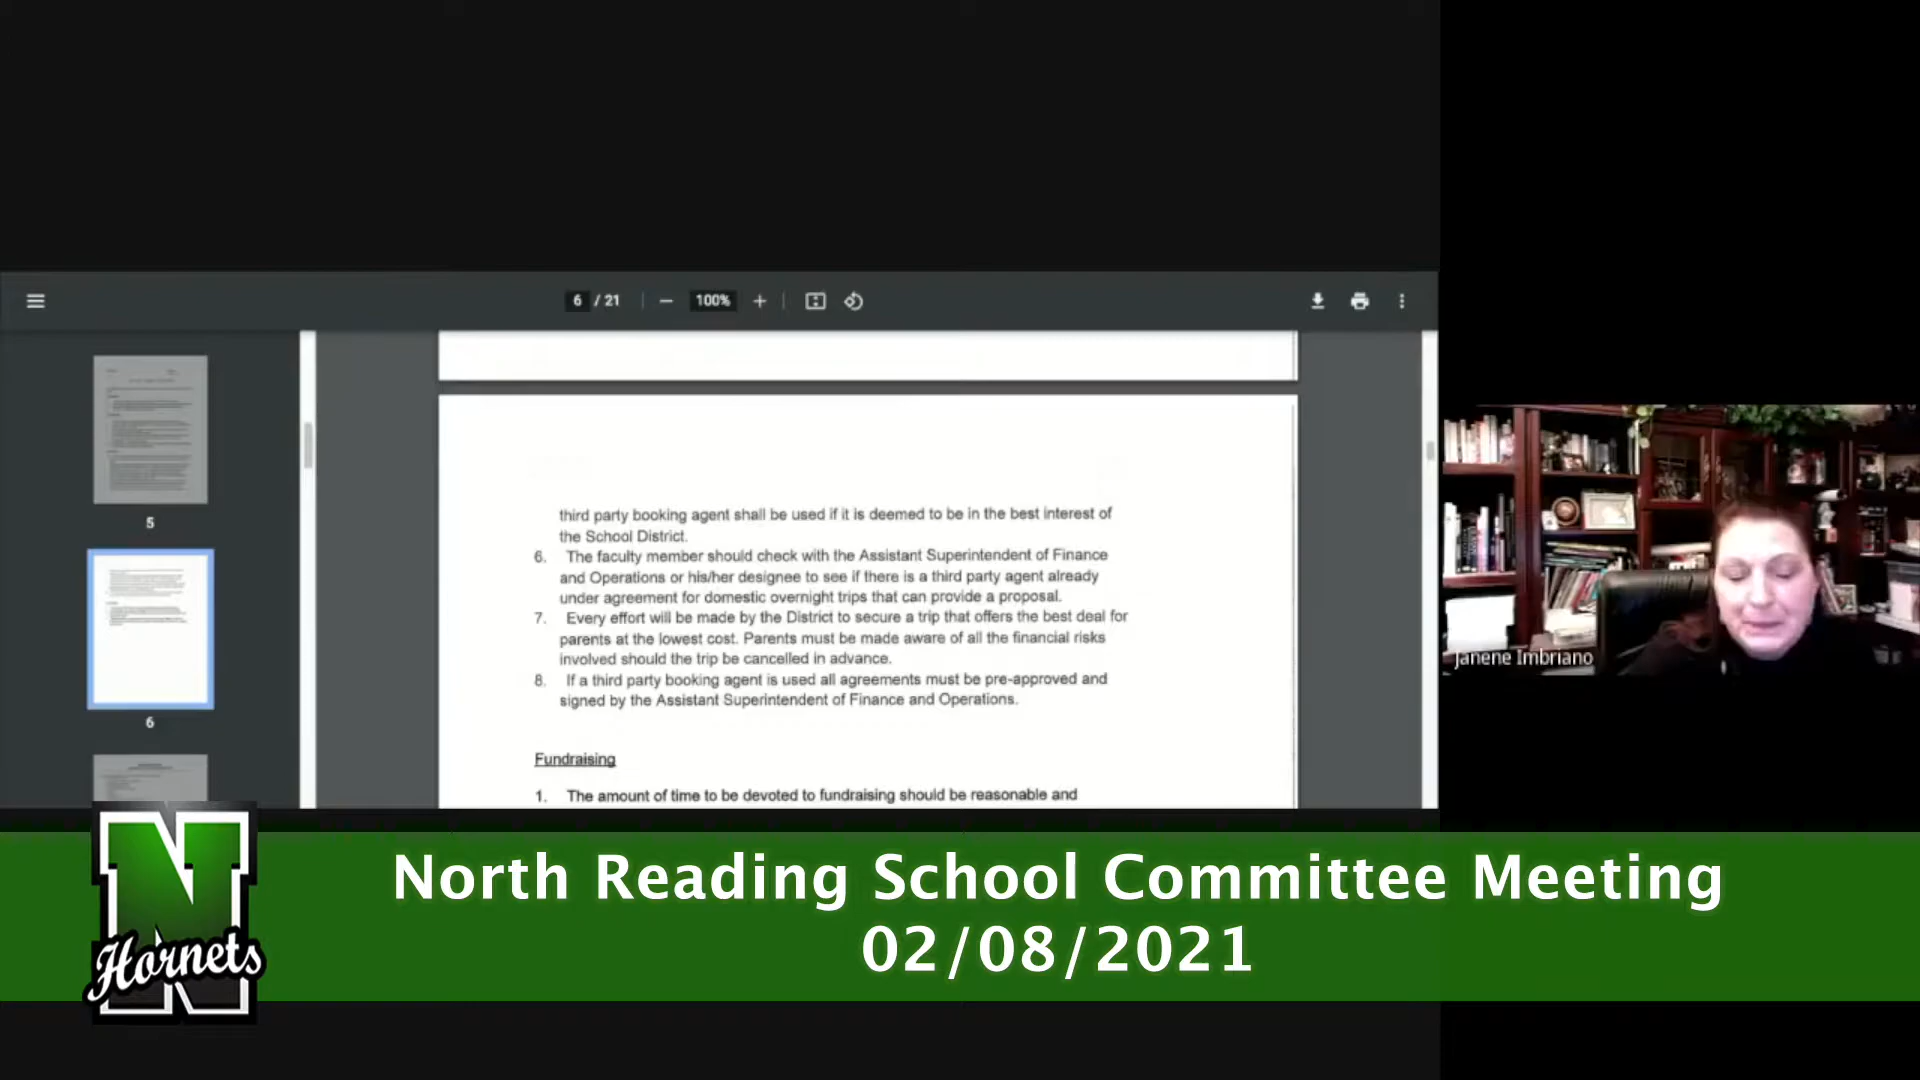 6 / 21
100%
5
6
third party booking agent shall be used if it is deemed to be in the best interest of
the School District.
6. The faculty member should check with the Assistant Superintendent of Finance
and Operations or his/her designee to see if there is a third party agent already
under agreement for domestic overnight trips that can provide a proposal.
7. Every effort will be made by the District to secure a trip that offers the best deal for
parents at the lowest cost. Parents must be made aware of all the financial risks
involved should the trip be cancelled in advance.
8. If a third party booking agent is used all agreements must be pre-approved and
signed by the Assistant Superintendent of Finance and Operations.
Fundraising
1. The amount of time to be devoted to fundraising should be reasonable and
Janene Imbriano
N
Hornets
North Reading School Committee Meeting
02/08/2021